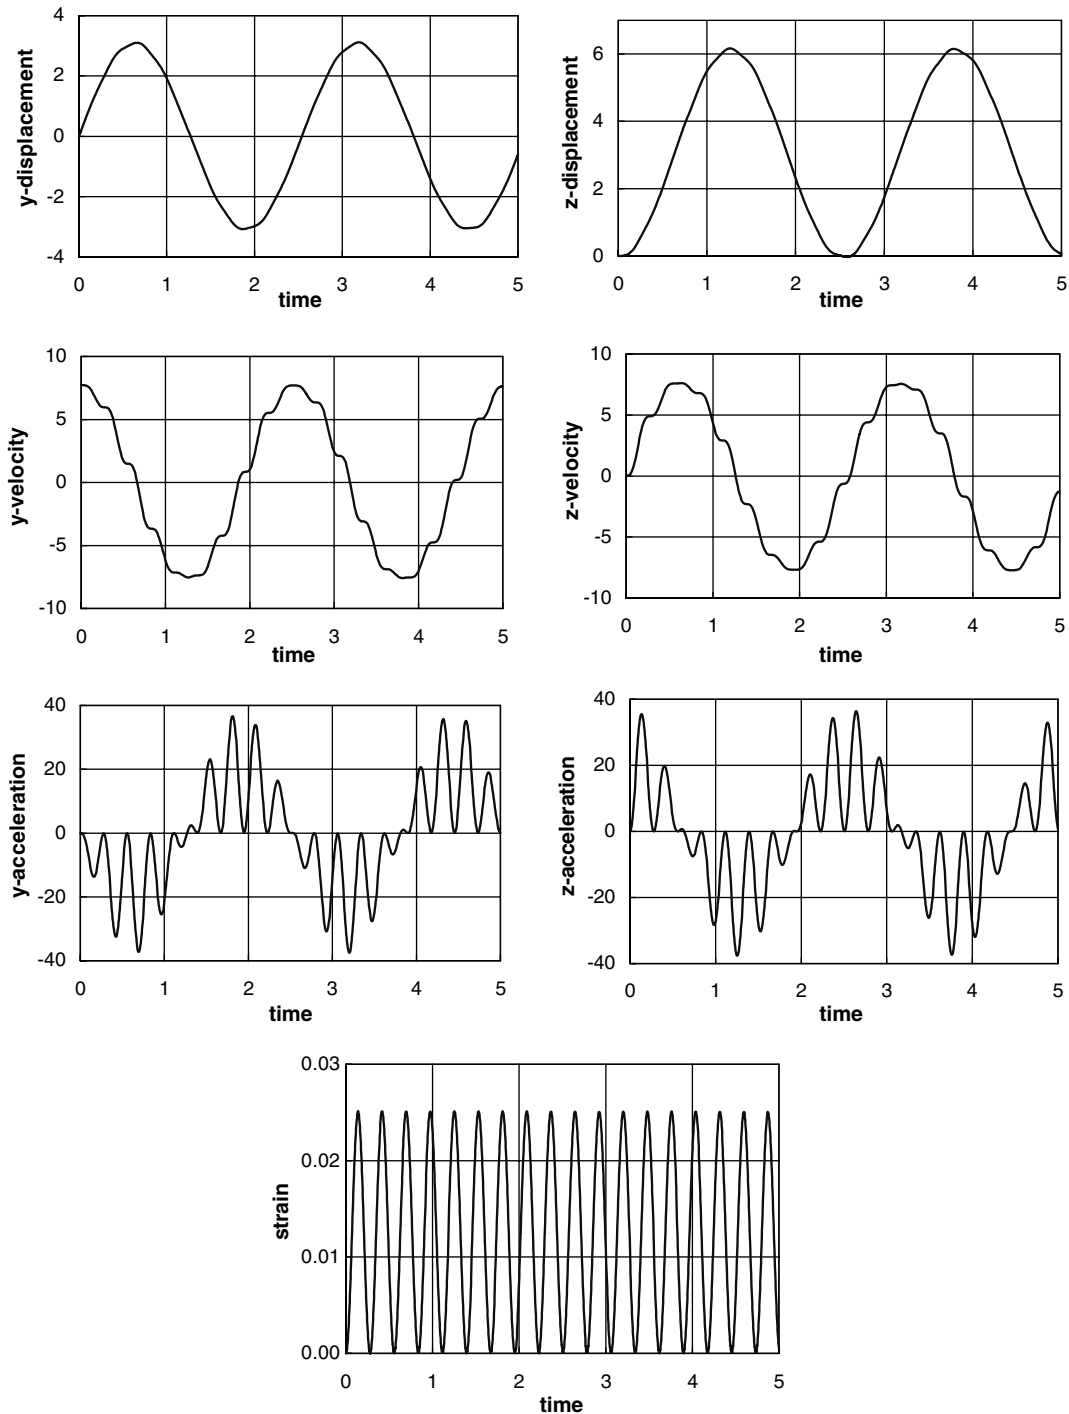 4
2
0
-2
-4
y-displacement
0 1 2 3 4 5
time
6
4
2
0
z-displacement
0 1 2 3 4 5
time
10
5
0
-5
-10
y-velocity
0 1 2 3 4 5
time
10
5
0
-5
-10
z-velocity
0 1 2 3 4 5
time
40
20
0
-20
-40
y-acceleration
0 1 2 3 4 5
time
40
20
0
-20
-40
z-acceleration
0 1 2 3 4 5
time
0.03
0.02
0.01
0.00
strain
0 1 2 3 4 5
time